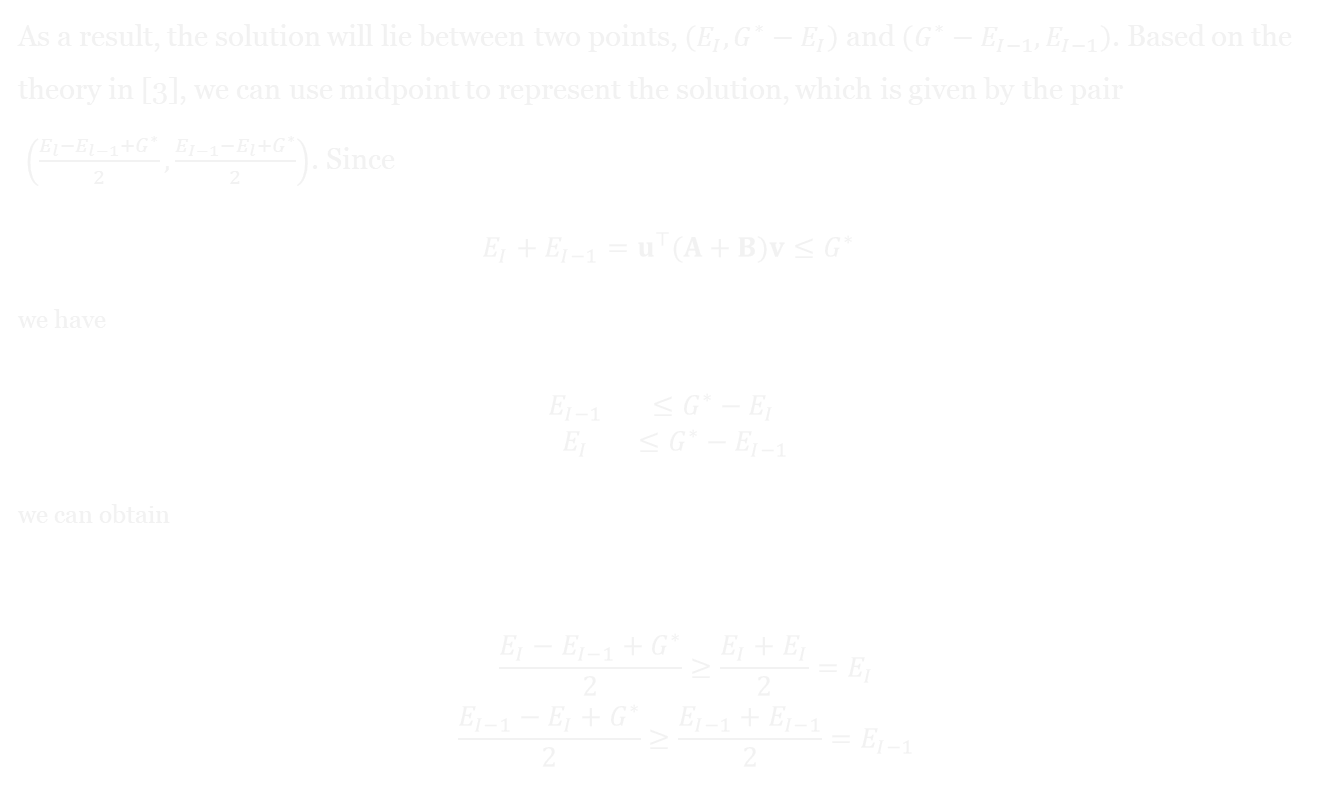 As a result, the solution will lie between two points, (E_I, G* − E_I) and (G* − E_{I−1}, E_{I−1}). Based on the
theory in [3], we can use midpoint to represent the solution, which is given by the pair
((E_I−E_{I−1}+G*)/2, (E_{I−1}−E_I+G*)/2). Since
E_I + E_{I−1} = u^⊤(A + B)v ≤ G*
we have
E_{I−1} ≤ G* − E_I
E_I ≤ G* − E_{I−1}
we can obtain
(E_I − E_{I−1} + G*)/2 ≥ (E_I + E_I)/2 = E_I
(E_{I−1} − E_I + G*)/2 ≥ (E_{I−1} + E_{I−1})/2 = E_{I−1}